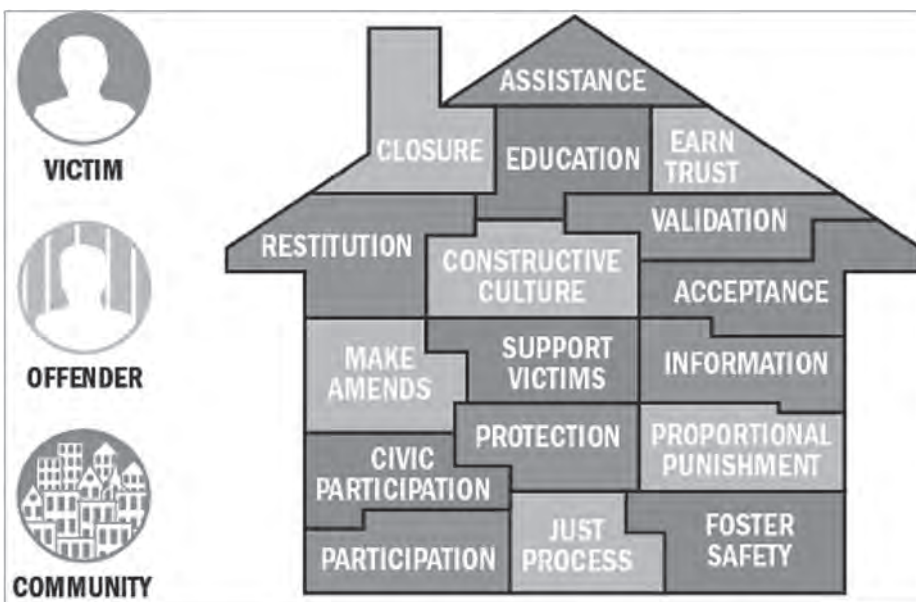 VICTIM
OFFENDER
COMMUNITY
ASSISTANCE
CLOSURE
EDUCATION
EARN
TRUST
RESTITUTION
VALIDATION
CONSTRUCTIVE
CULTURE
ACCEPTANCE
MAKE
AMENDS
SUPPORT
VICTIMS
INFORMATION
CIVIC
PARTICIPATION
PROTECTION
PROPORTIONAL
PUNISHMENT
PARTICIPATION
JUST
PROCESS
FOSTER
SAFETY